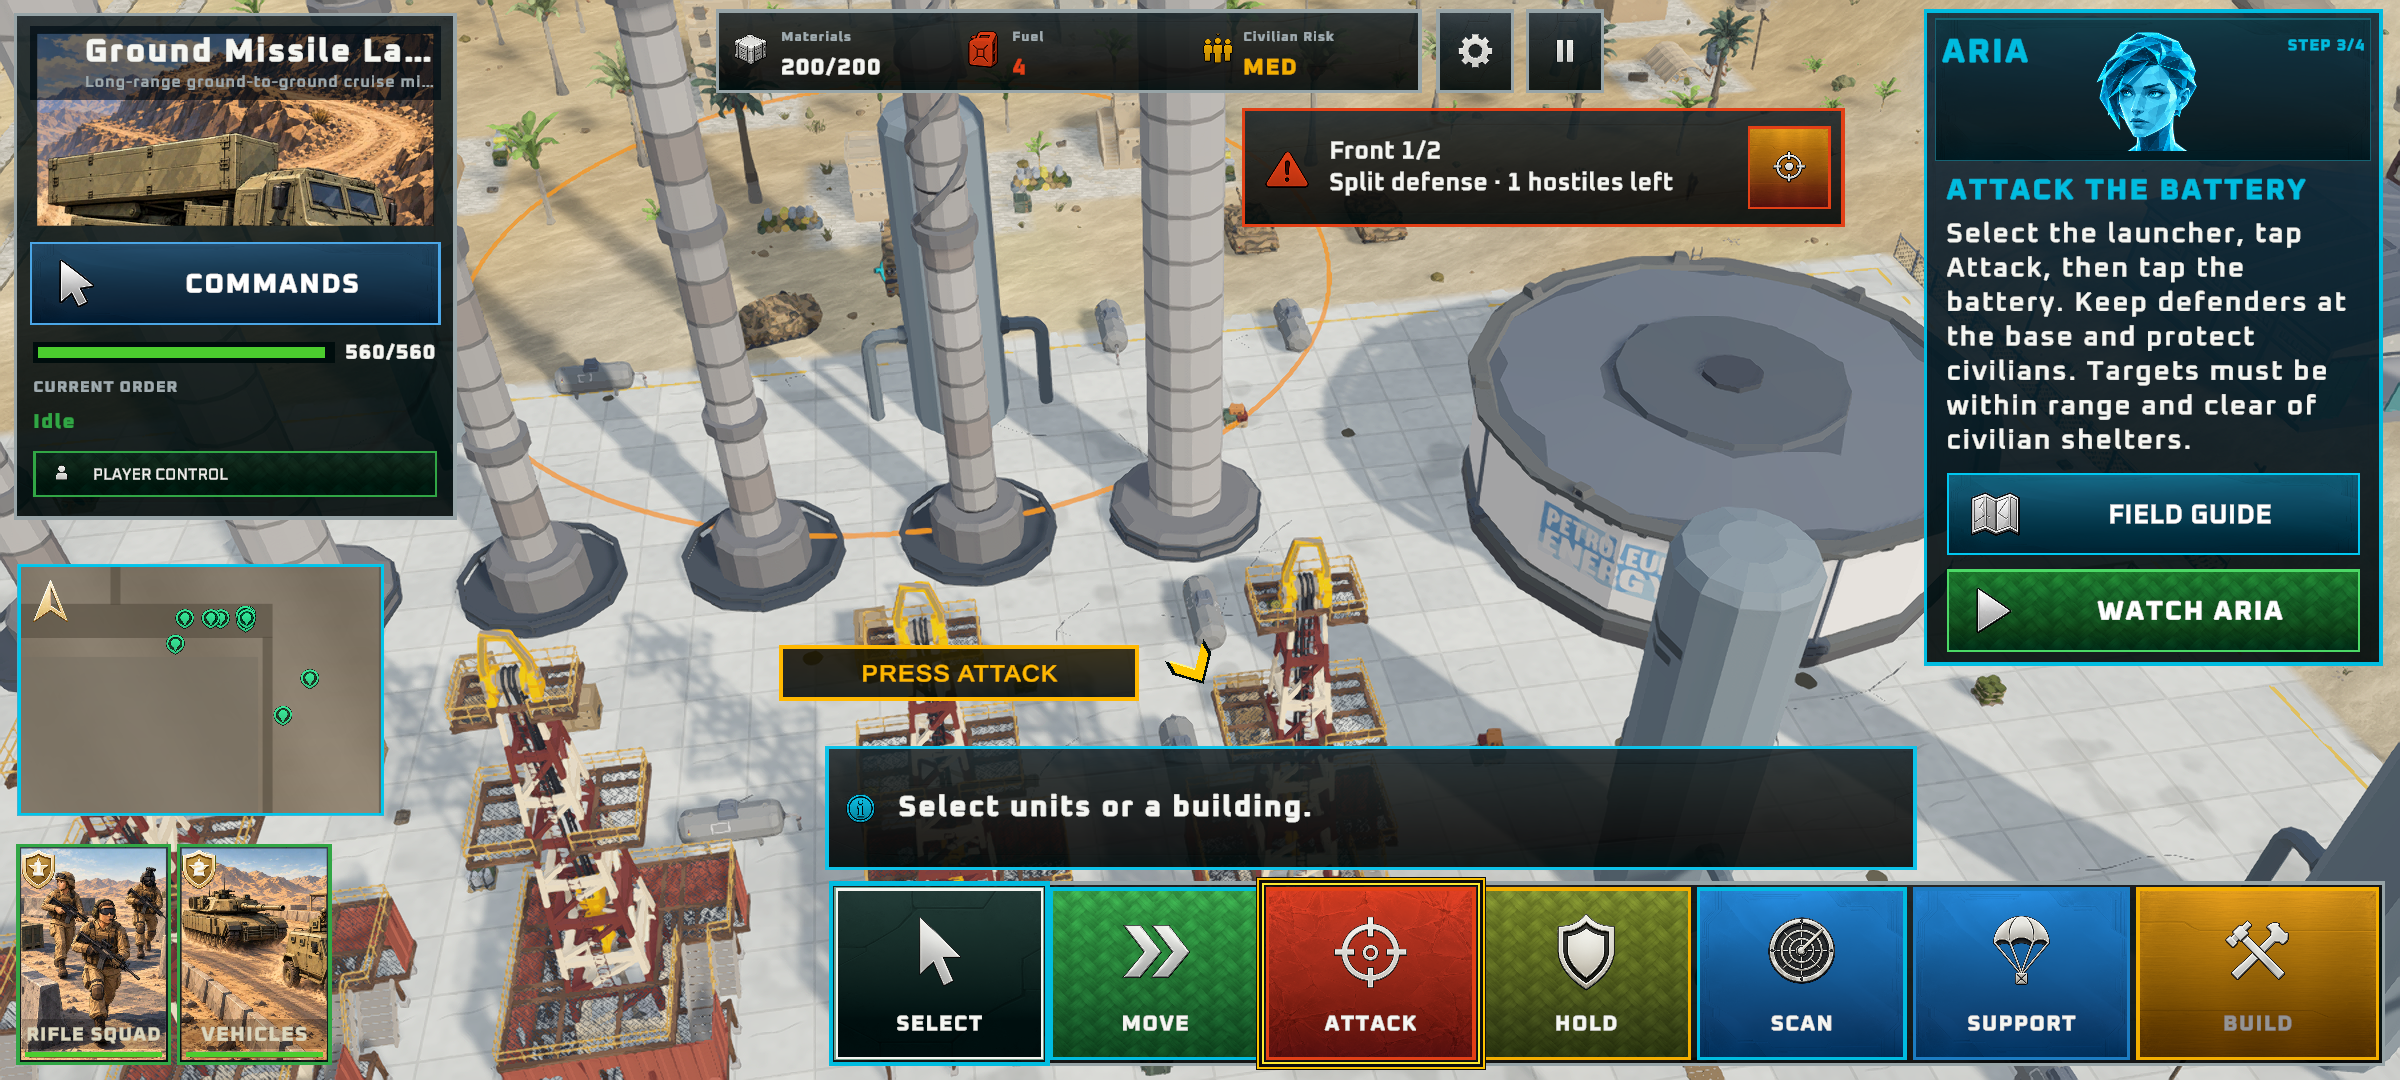 Ground Missile La...
Long-range ground-to-ground cruise mi...
COMMANDS
560/560
CURRENT ORDER
Idle
PLAYER CONTROL
Materials
200/200
Fuel
4
Civilian Risk
MED
Front 1/2
Split defense · 1 hostiles left
ARIA
STEP 3/4
ATTACK THE BATTERY
Select the launcher, tap
Attack, then tap the
battery. Keep defenders at
the base and protect
civilians. Targets must be
within range and clear of
civilian shelters.
FIELD GUIDE
WATCH ARIA
PETRO EU
ENERGY
PRESS ATTACK
Select units or a building.
RIFLE SQUAD
VEHICLES
SELECT
MOVE
ATTACK
HOLD
SCAN
SUPPORT
BUILD